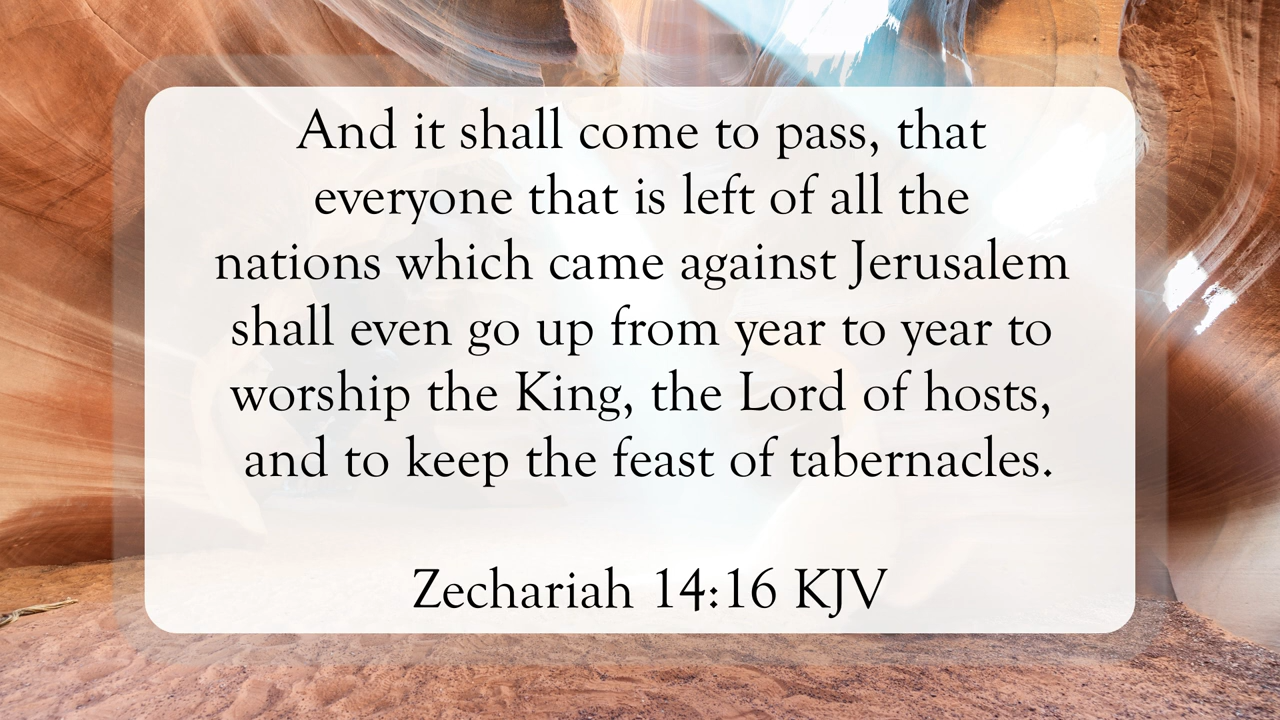 And it shall come to pass, that
everyone that is left of all the
nations which came against Jerusalem
shall even go up from year to year to
worship the King, the Lord of hosts,
and to keep the feast of tabernacles.
Zechariah 14:16 KJV